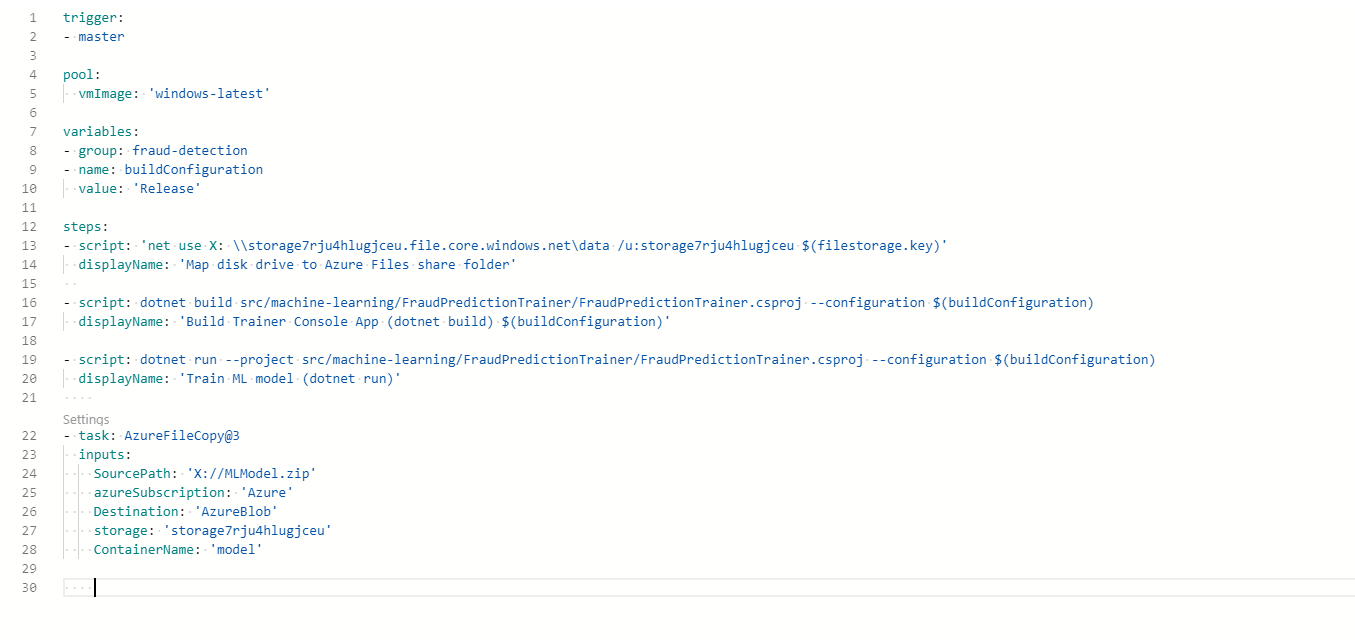 1 trigger:
2 - master
3
4 pool:
5   vmImage: 'windows-latest'
6
7 variables:
8 - group: fraud-detection
9 - name: buildConfiguration
10   value: 'Release'
11
12 steps:
13 - script: 'net use X: \\storage7rju4hlugjceu.file.core.windows.net\data /u:storage7rju4hlugjceu $(filestorage.key)'
14   displayName: 'Map disk drive to Azure Files share folder'
15
16 - script: dotnet build src/machine-learning/FraudPredictionTrainer/FraudPredictionTrainer.csproj --configuration $(buildConfiguration)
17   displayName: 'Build Trainer Console App (dotnet build) $(buildConfiguration)'
18
19 - script: dotnet run --project src/machine-learning/FraudPredictionTrainer/FraudPredictionTrainer.csproj --configuration $(buildConfiguration)
20   displayName: 'Train ML model (dotnet run)'
21
Settings
22 - task: AzureFileCopy@3
23   inputs:
24     SourcePath: 'X://MLModel.zip'
25     azureSubscription: 'Azure'
26     Destination: 'AzureBlob'
27     storage: 'storage7rju4hlugjceu'
28     ContainerName: 'model'
29
30